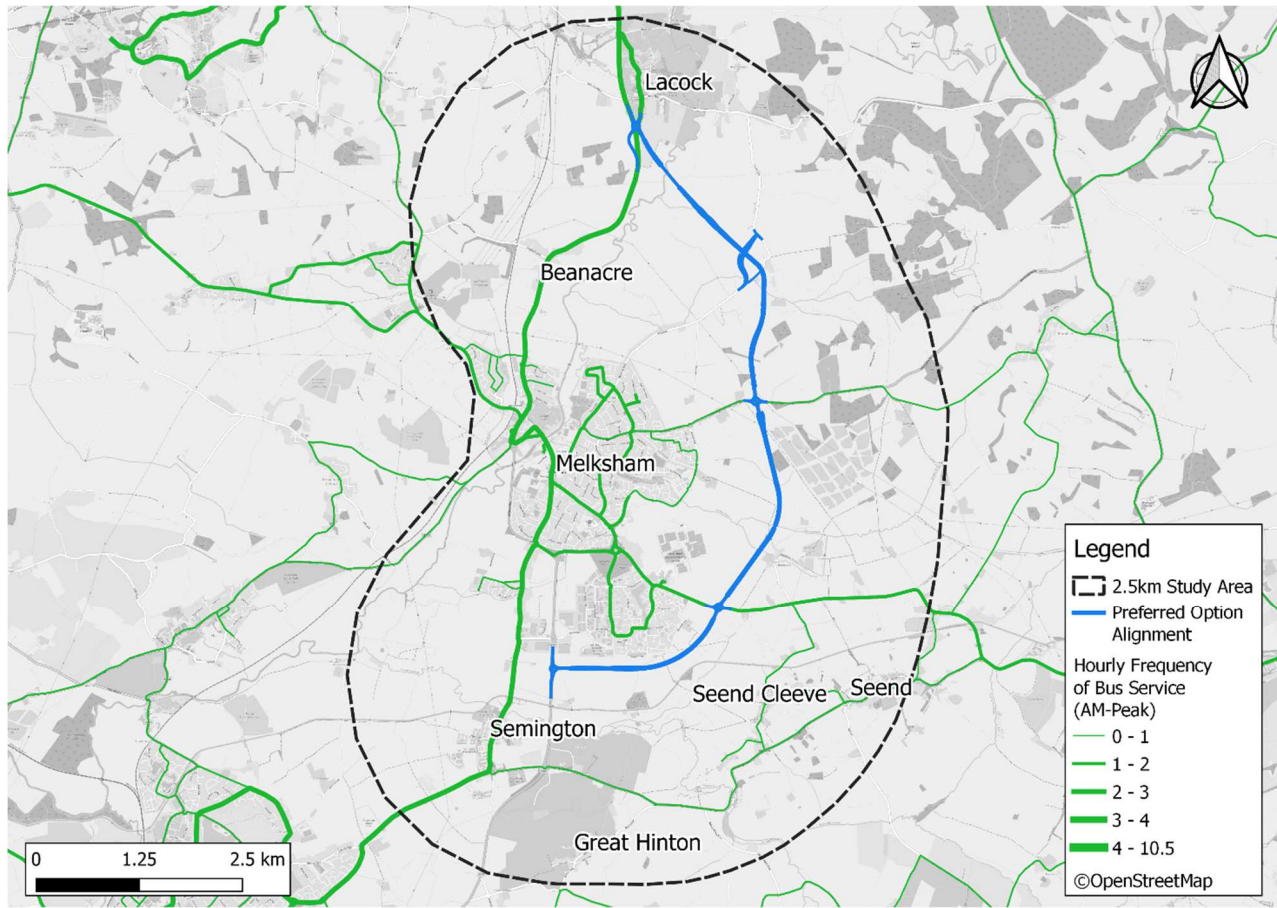 Lacock
Beanacre
Melksham
Seend Cleeve
Seend
Semington
Great Hinton
0 1.25 2.5 km
Legend
2.5km Study Area
Preferred Option
Alignment
Hourly Frequency
of Bus Service
(AM-Peak)
0 - 1
1 - 2
2 - 3
3 - 4
4 - 10.5
©OpenStreetMap